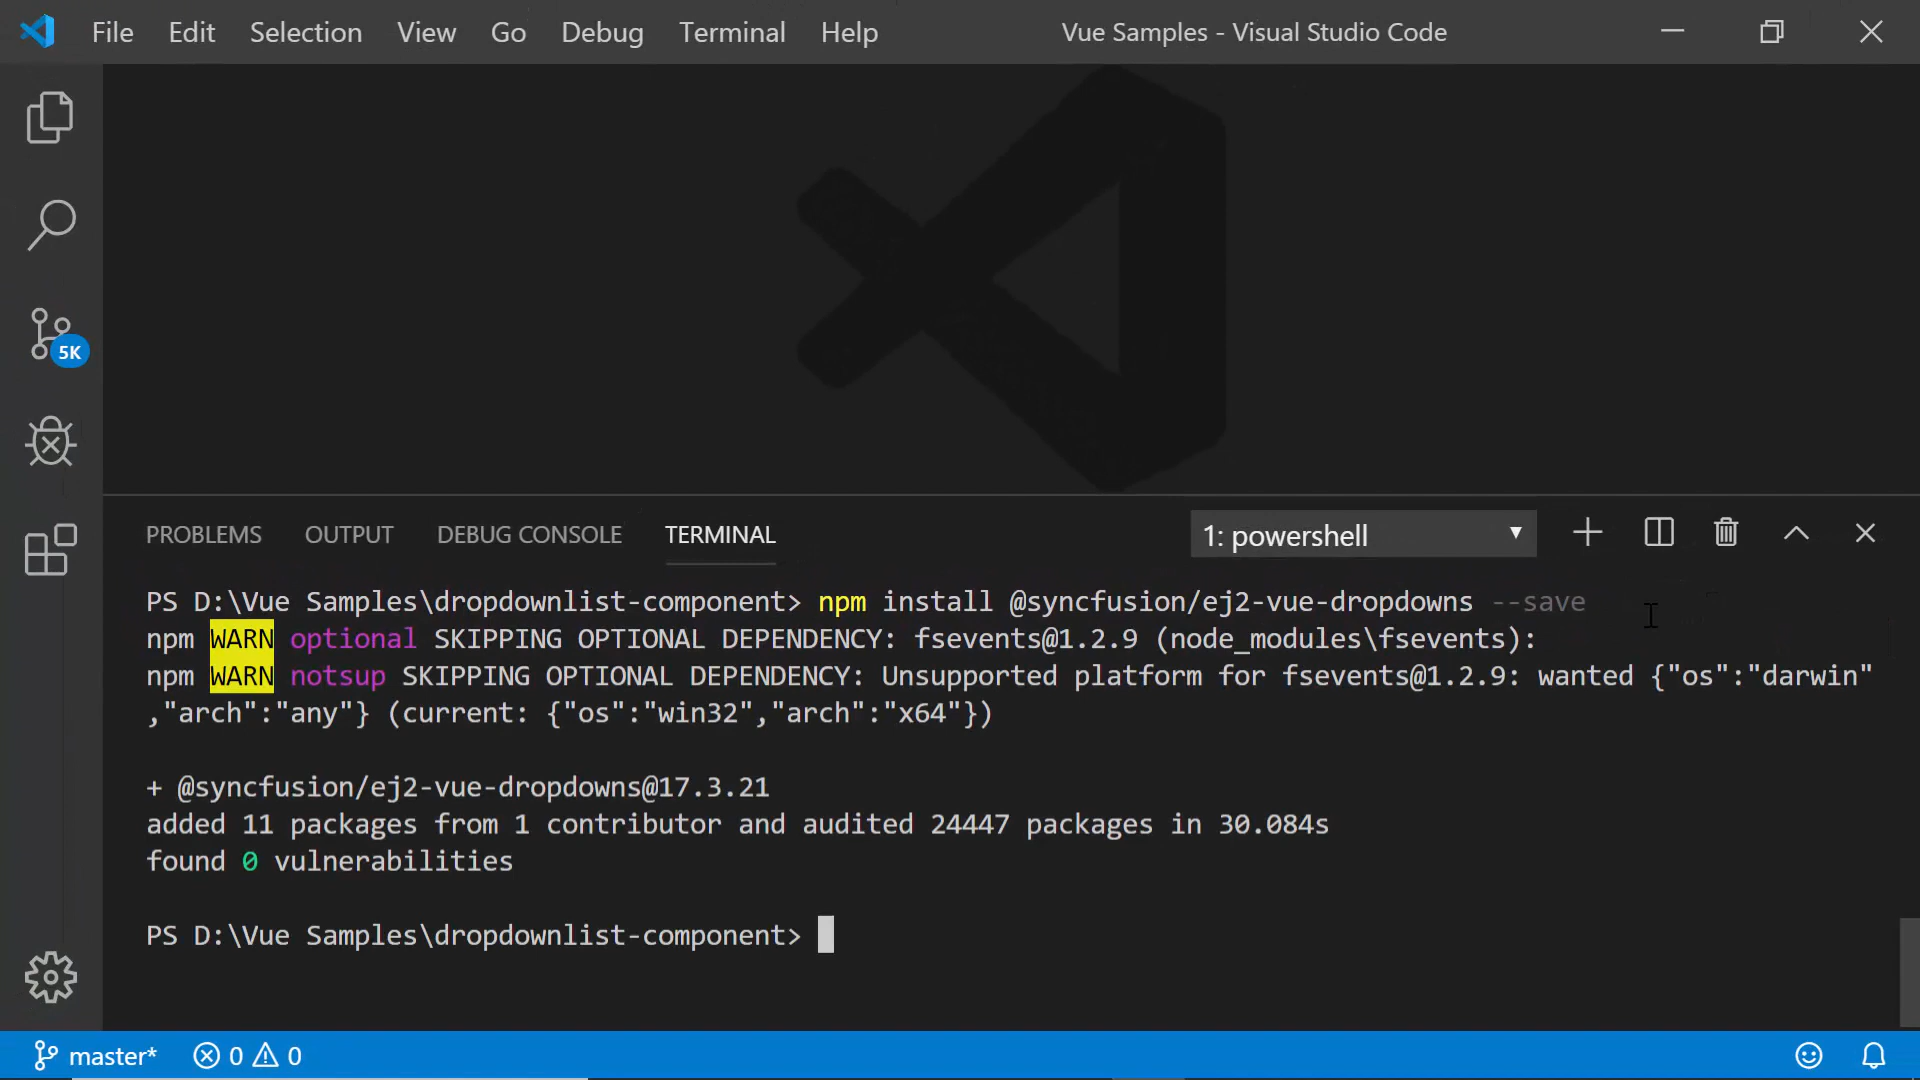 File Edit Selection View Go Debug Terminal Help Vue Samples - Visual Studio Code
5K
PROBLEMS OUTPUT DEBUG CONSOLE TERMINAL 1: powershell
PS D:\Vue Samples\dropdownlist-component> npm install @syncfusion/ej2-vue-dropdowns --save
npm WARN optional SKIPPING OPTIONAL DEPENDENCY: fsevents@1.2.9 (node_modules\fsevents):
npm WARN notsup SKIPPING OPTIONAL DEPENDENCY: Unsupported platform for fsevents@1.2.9: wanted {"os":"darwin"
,"arch":"any"} (current: {"os":"win32","arch":"x64"})
+ @syncfusion/ej2-vue-dropdowns@17.3.21
added 11 packages from 1 contributor and audited 24447 packages in 30.084s
found 0 vulnerabilities
PS D:\Vue Samples\dropdownlist-component>
master* 0 0